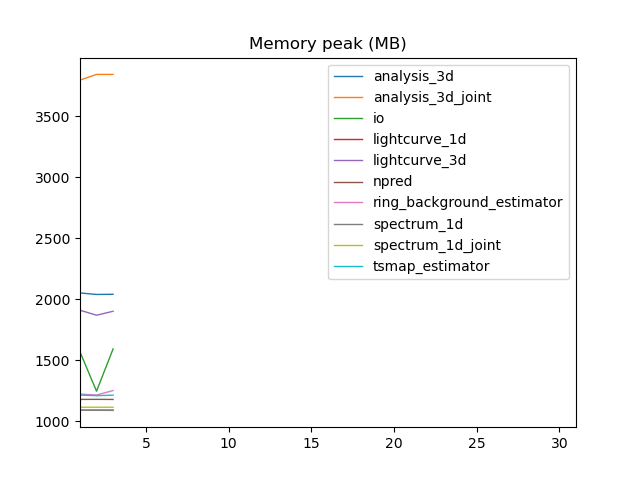 Memory peak (MB)
analysis_3d
analysis_3d_joint
io
lightcurve_1d
lightcurve_3d
npred
ring_background_estimator
spectrum_1d
spectrum_1d_joint
tsmap_estimator
3500
3000
2500
2000
1500
1000
5 10 15 20 25 30